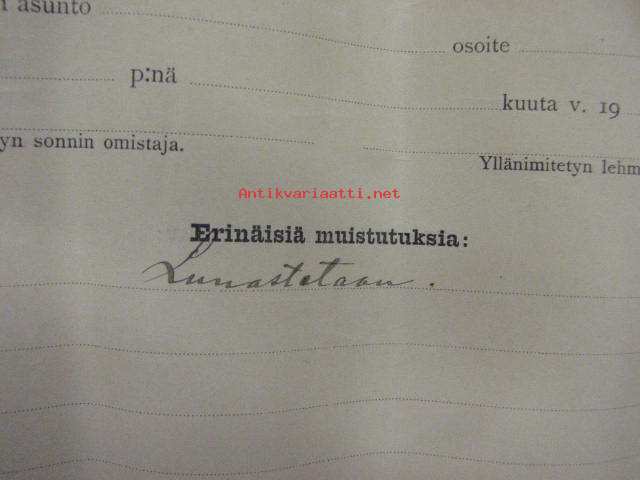 asunto
osoite
p:nä
kuuta v. 19
yn sonnin omistaja.
Yllänimitetyn lehm
Antikvariaatti.net
Erinäisiä muistutuksia:
Lunastetaan.